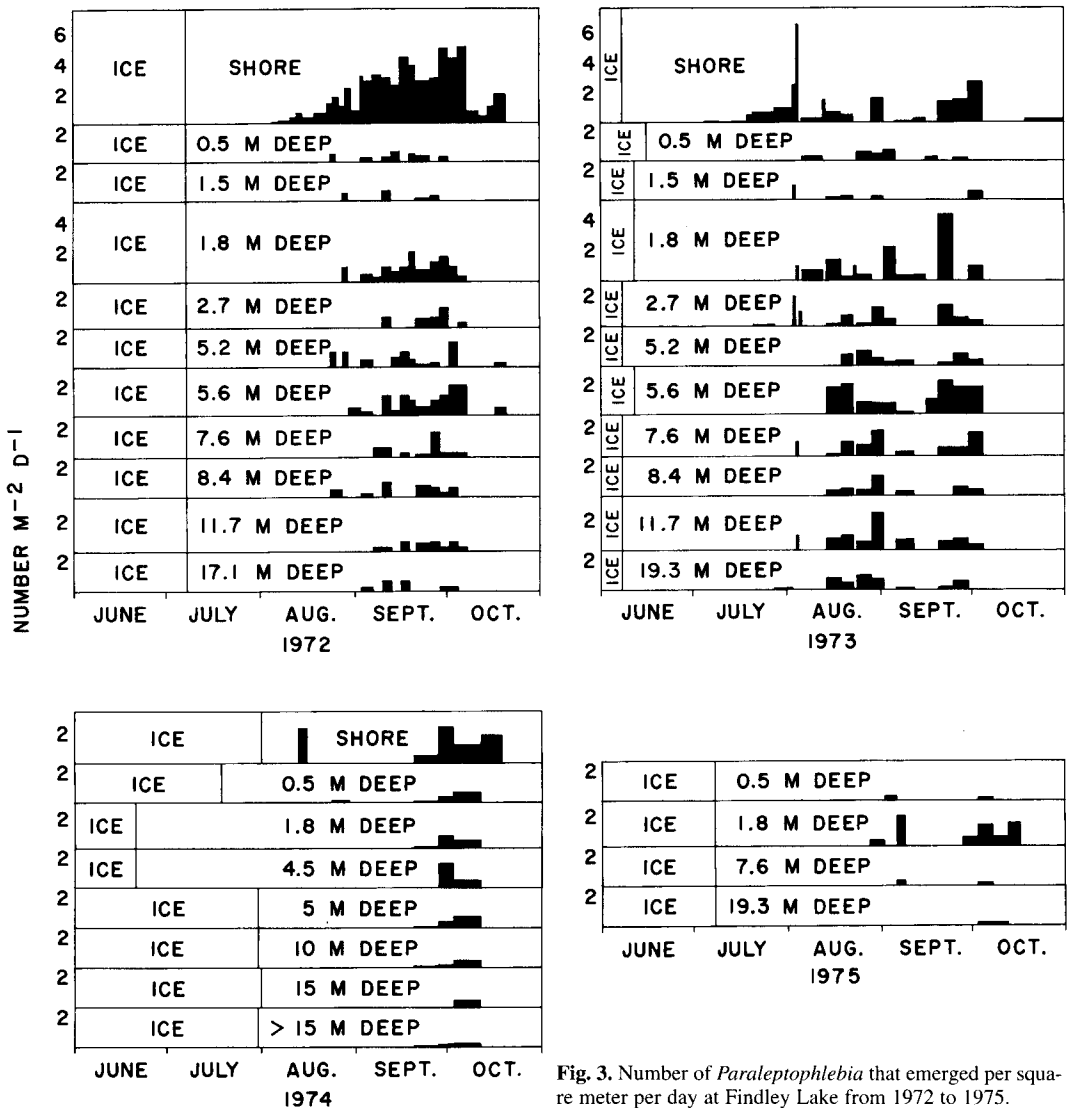 6
4
2
ICE
SHORE
2
ICE
0.5 M DEEP
2
ICE
1.5 M DEEP
4
2
ICE
1.8 M DEEP
2
ICE
2.7 M DEEP
2
ICE
5.2 M DEEP
2
ICE
5.6 M DEEP
2
ICE
7.6 M DEEP
2
ICE
8.4 M DEEP
2
ICE
11.7 M DEEP
2
ICE
17.1 M DEEP
NUMBER M⁻² D⁻¹
JUNE JULY AUG. SEPT. OCT.
1972
6
4
2
ICE
SHORE
2
ICE
0.5 M DEEP
2
ICE
1.5 M DEEP
4
2
ICE
1.8 M DEEP
2
ICE
2.7 M DEEP
2
ICE
5.2 M DEEP
2
ICE
5.6 M DEEP
2
ICE
7.6 M DEEP
2
ICE
8.4 M DEEP
2
ICE
11.7 M DEEP
2
ICE
19.3 M DEEP
JUNE JULY AUG. SEPT. OCT.
1973
2
ICE
SHORE
2
ICE
0.5 M DEEP
2
ICE
1.8 M DEEP
2
ICE
4.5 M DEEP
2
ICE
5 M DEEP
2
ICE
10 M DEEP
2
ICE
15 M DEEP
2
ICE
> 15 M DEEP
JUNE JULY AUG. SEPT. OCT.
1974
2
ICE
0.5 M DEEP
2
ICE
1.8 M DEEP
2
ICE
7.6 M DEEP
2
ICE
19.3 M DEEP
JUNE JULY AUG. SEPT. OCT.
1975
Fig. 3. Number of Paraleptophlebia that emerged per squa-
re meter per day at Findley Lake from 1972 to 1975.